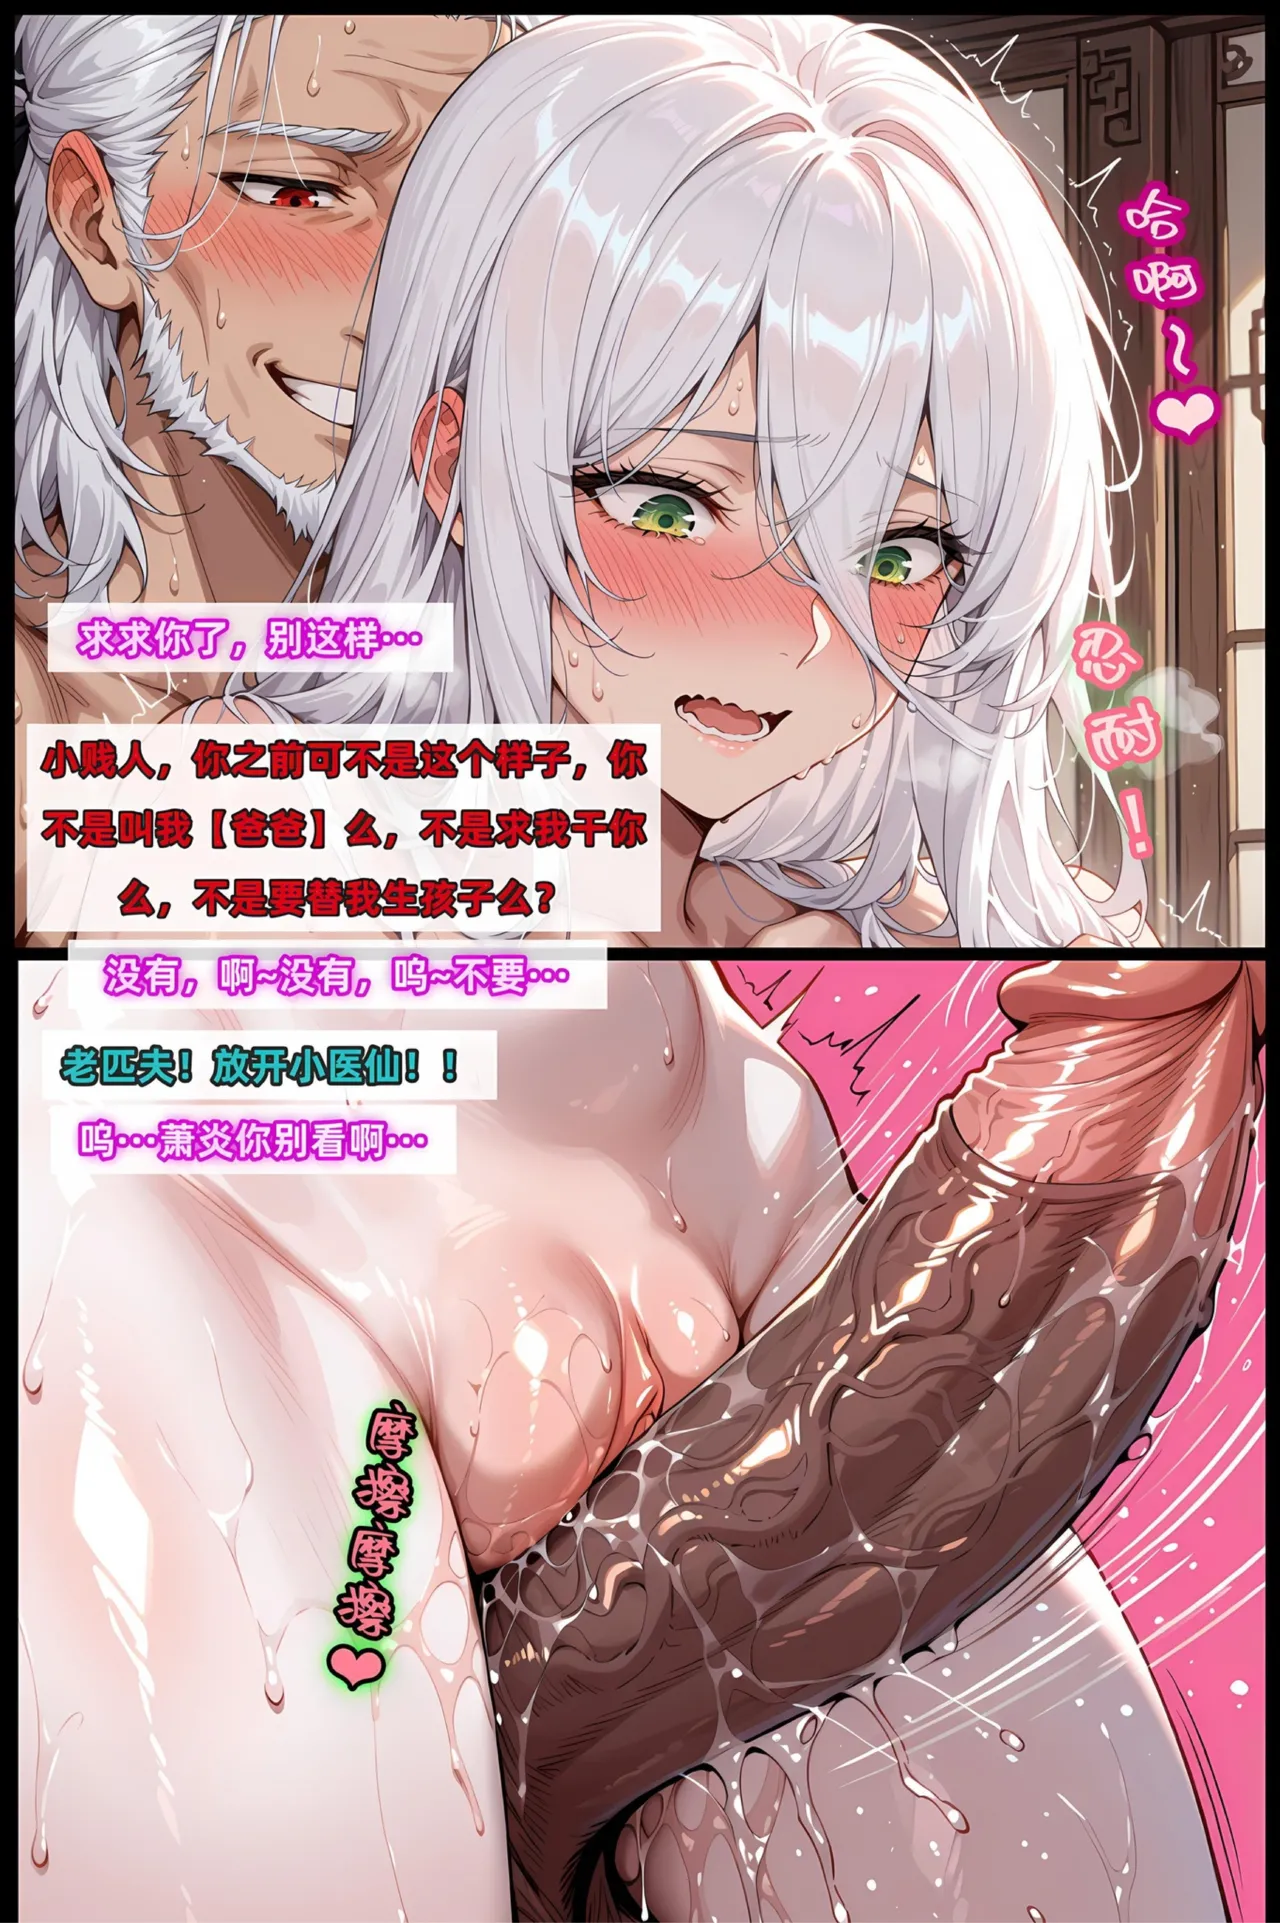 哈啊~♥
求求你了，别这样…
忍耐！
小贱人，你之前可不是这个样子，你
不是叫我【爸爸】么，不是求我干你
么，不是要替我生孩子么？
没有，啊~没有，呜~不要…
老匹夫！放开小医仙！！
呜…萧炎你别看啊…
摩擦摩擦♥